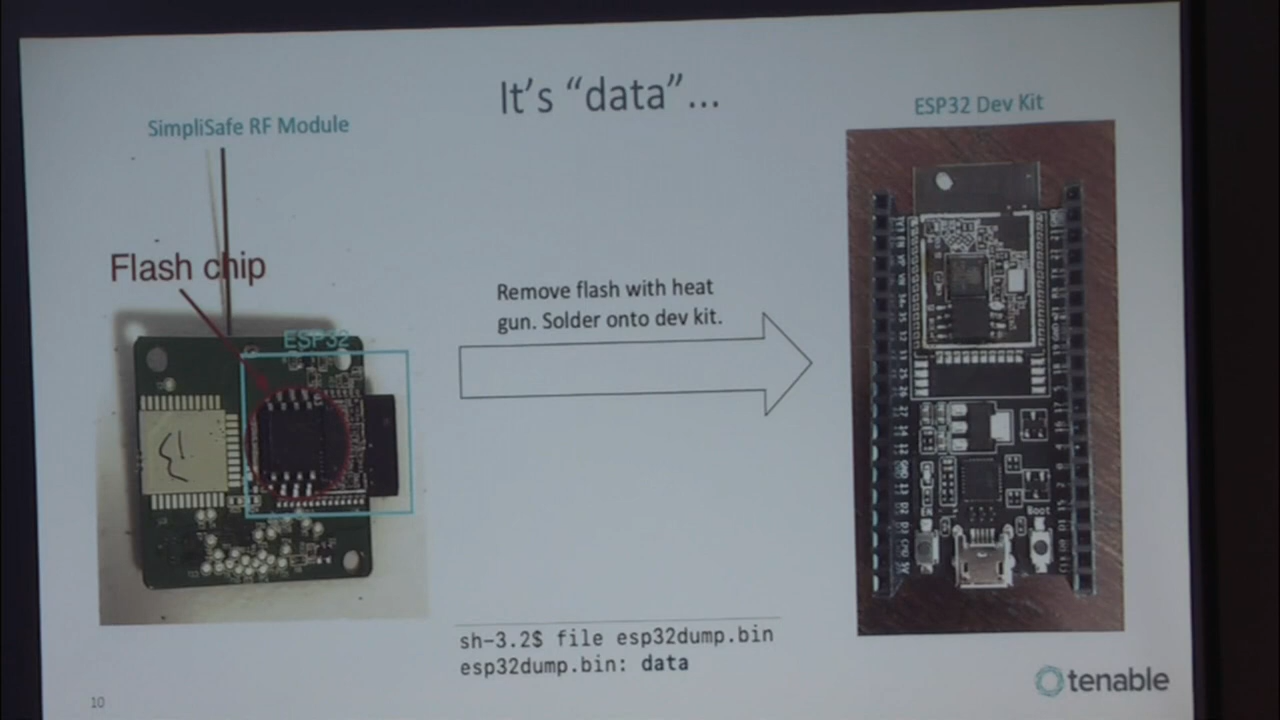 It's “data”...
SimpliSafe RF Module
ESP32 Dev Kit
Flash chip
Remove flash with heat
gun. Solder onto dev kit.
ESP32
Boot
sh-3.2$ file esp32dump.bin
esp32dump.bin: data
tenable
10